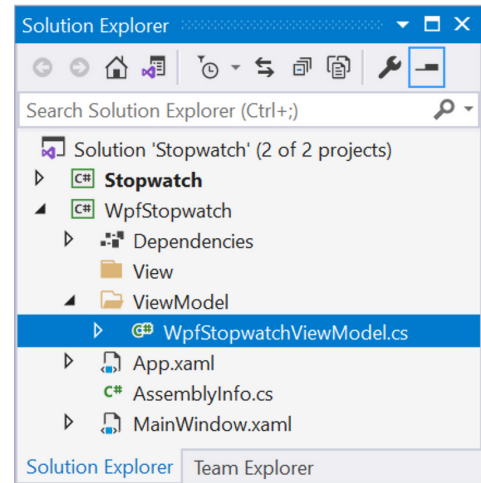 Solution Explorer
Search Solution Explorer (Ctrl+;)
Solution 'Stopwatch' (2 of 2 projects)
C# Stopwatch
C# WpfStopwatch
Dependencies
View
ViewModel
C# WpfStopwatchViewModel.cs
App.xaml
C# AssemblyInfo.cs
MainWindow.xaml
Solution Explorer Team Explorer